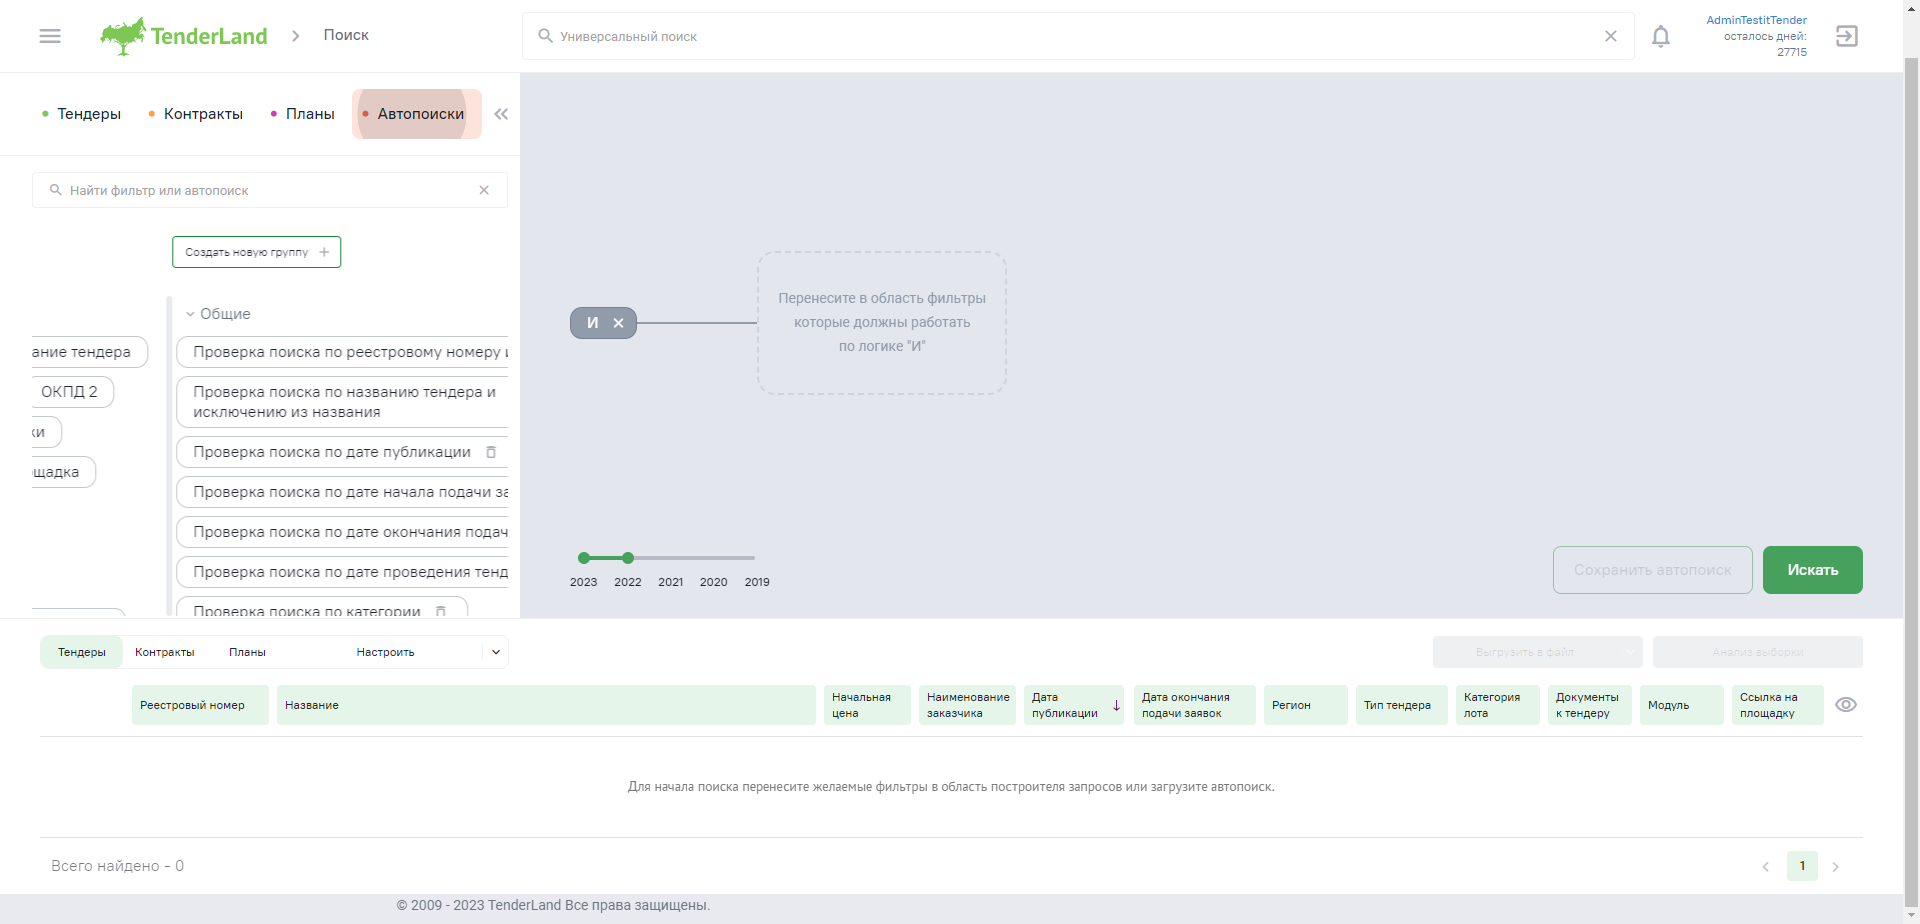 TenderLand
Поиск
Универсальный поиск
AdminTestitTender
осталось дней:
27715
Тендеры
Контракты
Планы
Автопоиски
Найти фильтр или автопоиск
Создать новую группу
Общие
ание тендера
ОКПД 2
ки
ощадка
Проверка поиска по реестровому номеру и
Проверка поиска по названию тендера и
исключению из названия
Проверка поиска по дате публикации
Проверка поиска по дате начала подачи за
Проверка поиска по дате окончания подач
Проверка поиска по дате проведения тенд
Проверка поиска по категории
И
Перенесите в область фильтры
которые должны работать
по логике "И"
2023 2022 2021 2020 2019
Сохранить автопоиск
Искать
Тендеры
Контракты
Планы
Настроить
Выгрузить в файл
Анализ выборки
Реестровый номер
Название
Начальная
цена
Наименование
заказчика
Дата
публикации
Дата окончания
подачи заявок
Регион
Тип тендера
Категория
лота
Документы
к тендеру
Модуль
Ссылка на
площадку
Для начала поиска перенесите желаемые фильтры в область построителя запросов или загрузите автопоиск.
Всего найдено - 0
1
© 2009 - 2023 TenderLand Все права защищены.